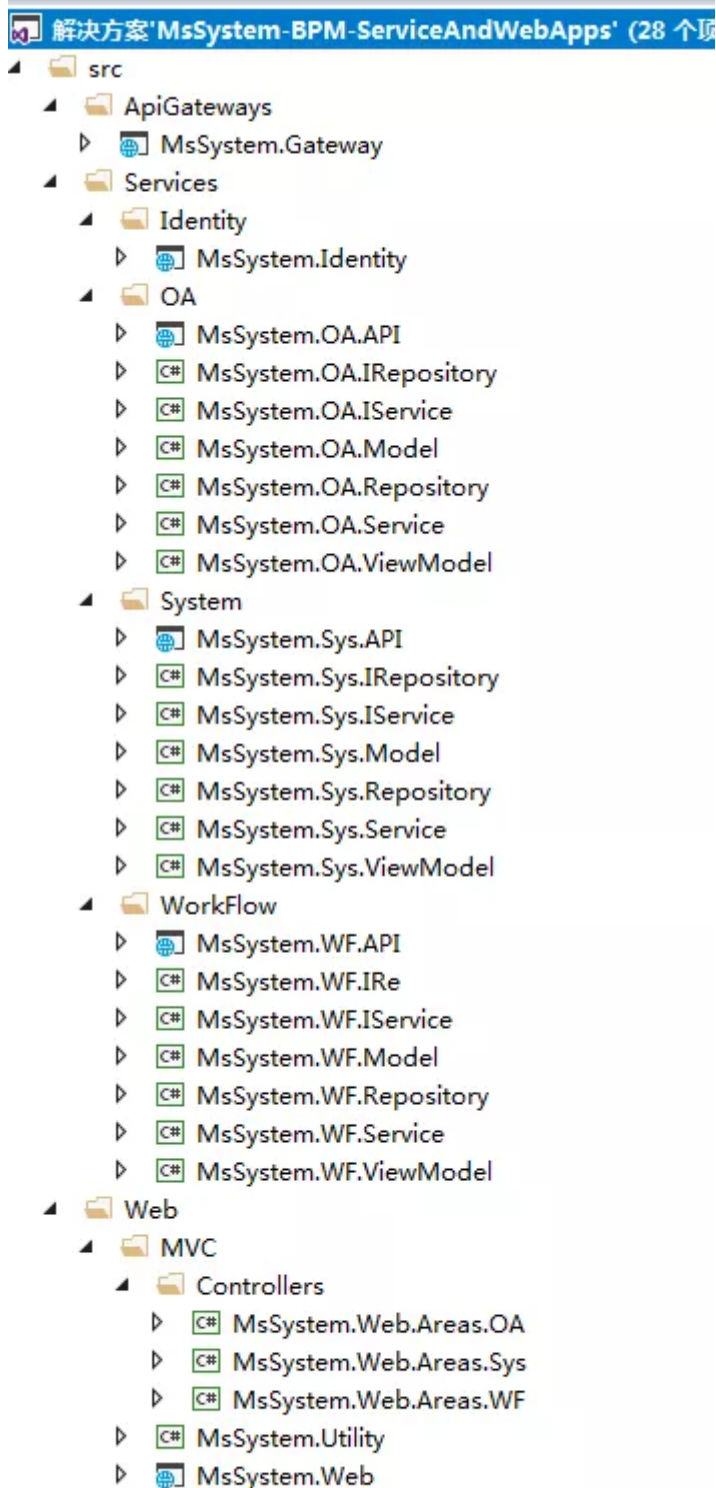 解决方案'MsSystem-BPM-ServiceAndWebApps' (28 个项
src
ApiGateways
MsSystem.Gateway
Services
Identity
MsSystem.Identity
OA
MsSystem.OA.API
C# MsSystem.OA.IRepository
C# MsSystem.OA.IService
C# MsSystem.OA.Model
C# MsSystem.OA.Repository
C# MsSystem.OA.Service
C# MsSystem.OA.ViewModel
System
MsSystem.Sys.API
C# MsSystem.Sys.IRepository
C# MsSystem.Sys.IService
C# MsSystem.Sys.Model
C# MsSystem.Sys.Repository
C# MsSystem.Sys.Service
C# MsSystem.Sys.ViewModel
WorkFlow
MsSystem.WF.API
C# MsSystem.WF.IRe
C# MsSystem.WF.IService
C# MsSystem.WF.Model
C# MsSystem.WF.Repository
C# MsSystem.WF.Service
C# MsSystem.WF.ViewModel
Web
MVC
Controllers
C# MsSystem.Web.Areas.OA
C# MsSystem.Web.Areas.Sys
C# MsSystem.Web.Areas.WF
C# MsSystem.Utility
MsSystem.Web